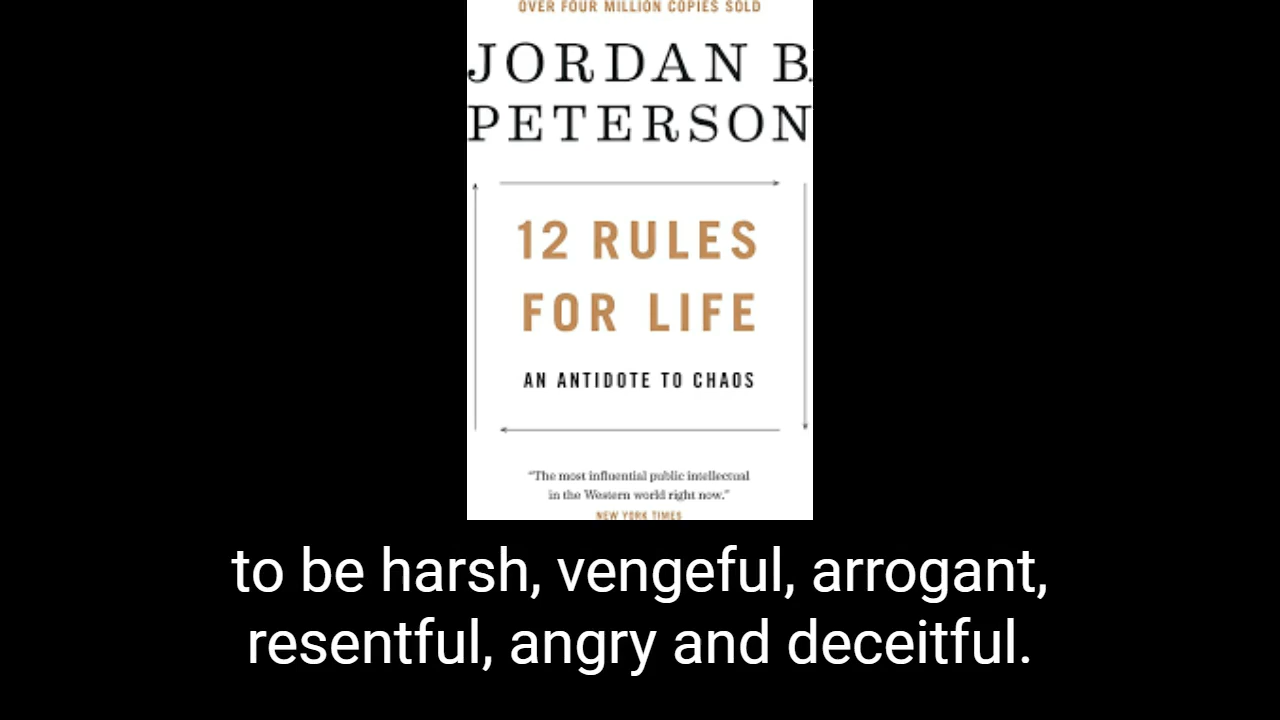 OVER FOUR MILLION COPIES SOLD
JORDAN B.
PETERSON
12 RULES
FOR LIFE
AN ANTIDOTE TO CHAOS
“The most influential public intellectual
in the Western world right now.”
NEW YORK TIMES
to be harsh, vengeful, arrogant,
resentful, angry and deceitful.